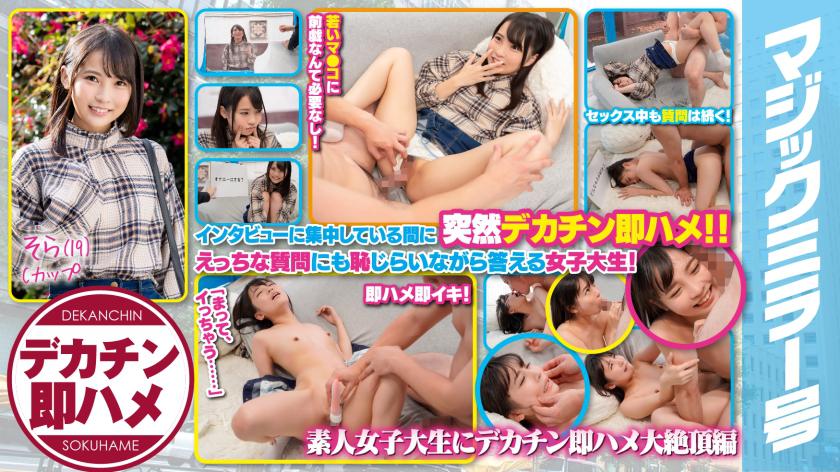 そら(19)
Cカップ
若いマ●コに
前戯なんて必要なし!
セックス中も質問は続く!
インタビューに集中している間に 突然デカチン即ハメ!!
えっちな質問にも恥じらいながら答える女子大生!
「まって、
イっちゃう……」
即ハメ即イキ!
DEKANCHIN
デカチン
即ハメ
SOKUHAME
素人女子大生にデカチン即ハメ大絶頂編
マジックミラー号